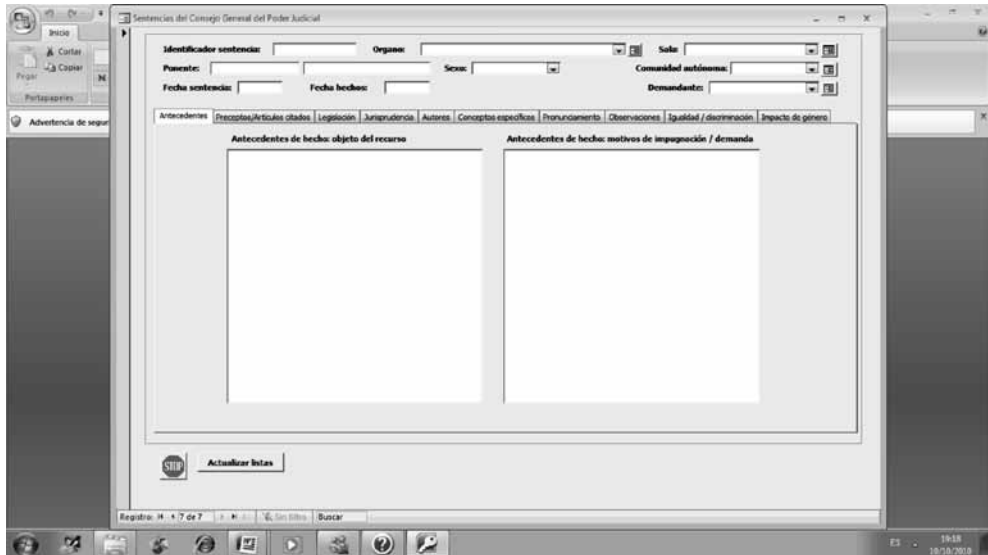 Sentencias del Consejo General del Poder Judicial
Inicio
Cortar
Copiar
Pegar
N
Portapapeles
Advertencia de segur
Identificador sentencia: Organo: Sala:
Ponente: Sexo: Comunidad autónoma:
Fecha sentencia: Fecha hechos: Demandante:
Antecedentes Preceptos/Artículos citados Legislación Jurisprudencia Autores Conceptos específicos Pronunciamiento Observaciones Igualdad / discriminación Impacto de género
Antecedentes de hecho: objeto del recurso Antecedentes de hecho: motivos de impugnación / demanda
STOP Actualizar listas
Registro: 7 de 7 Sin filtro Buscar
ES 19:18
19/10/2010